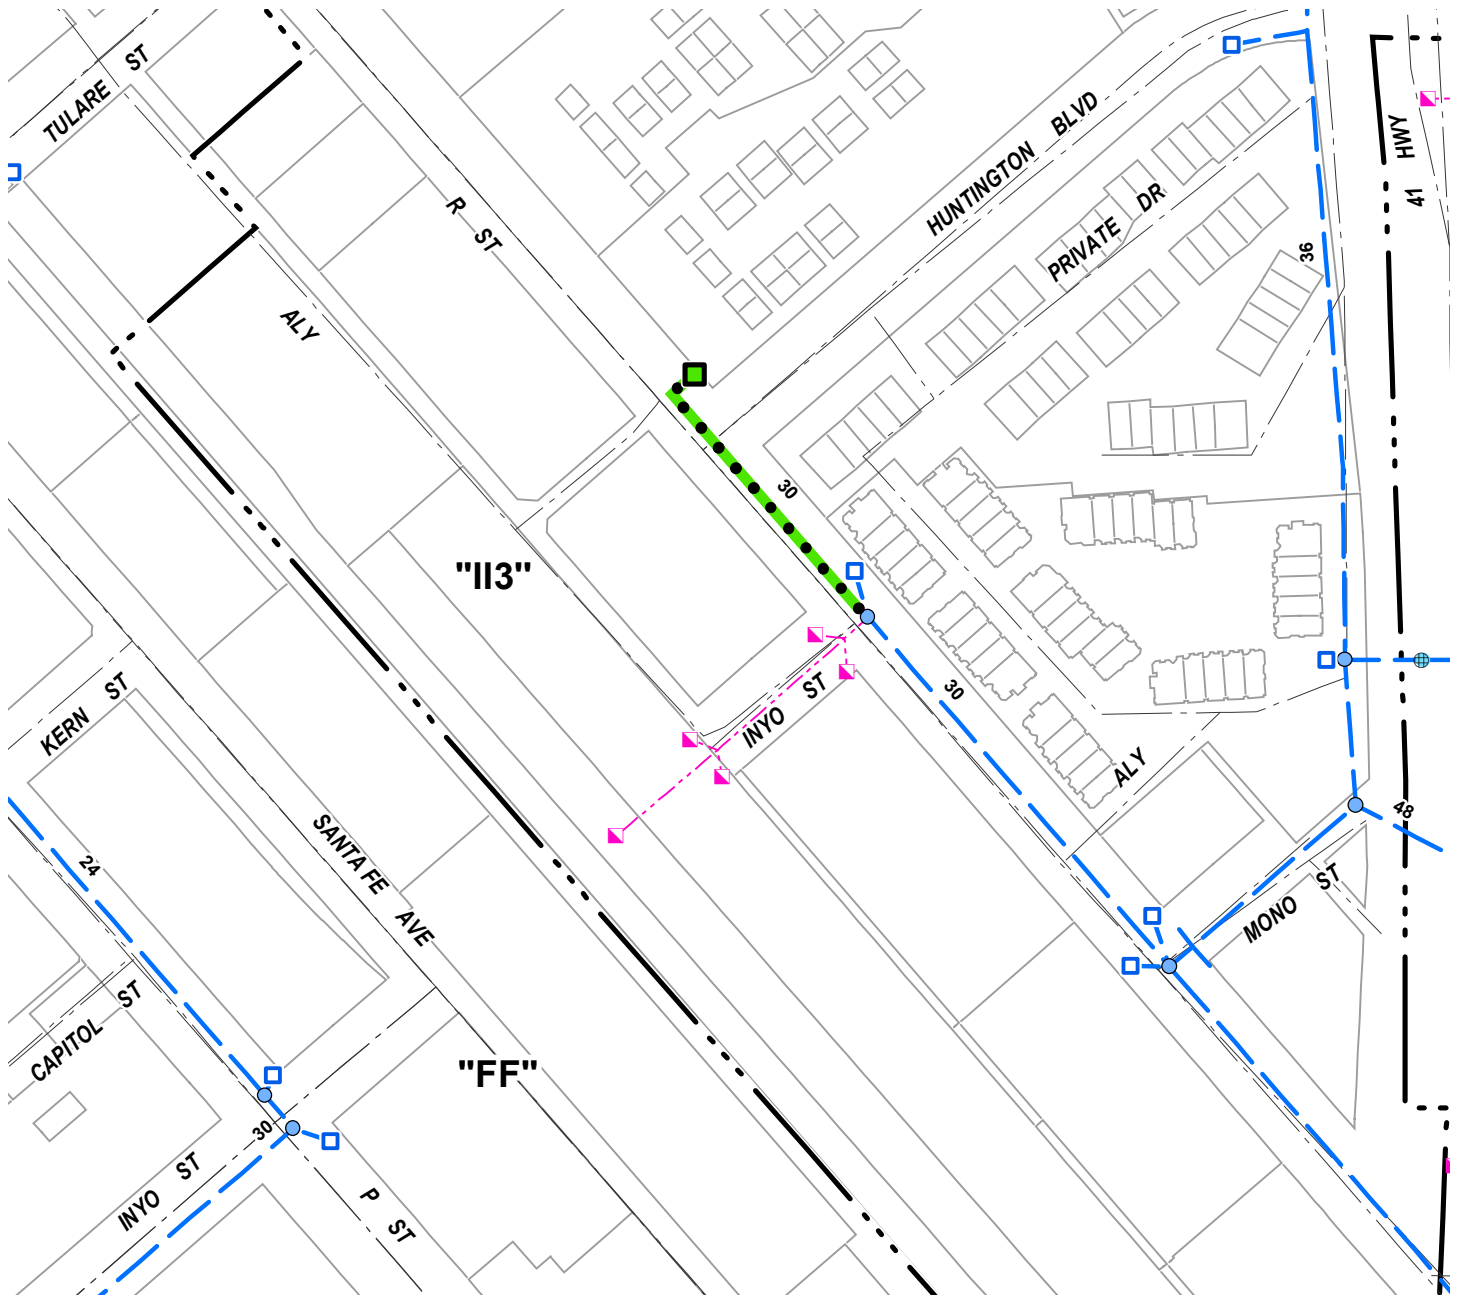 TULARE ST
R ST
ALY
HUNTINGTON BLVD
PRIVATE DR
HWY
41
36
30
"II3"
30
INYO ST
KERN ST
ALY
48
24
SANTA FE AVE
MONO ST
CAPITOL ST
"FF"
30
INYO ST
P ST